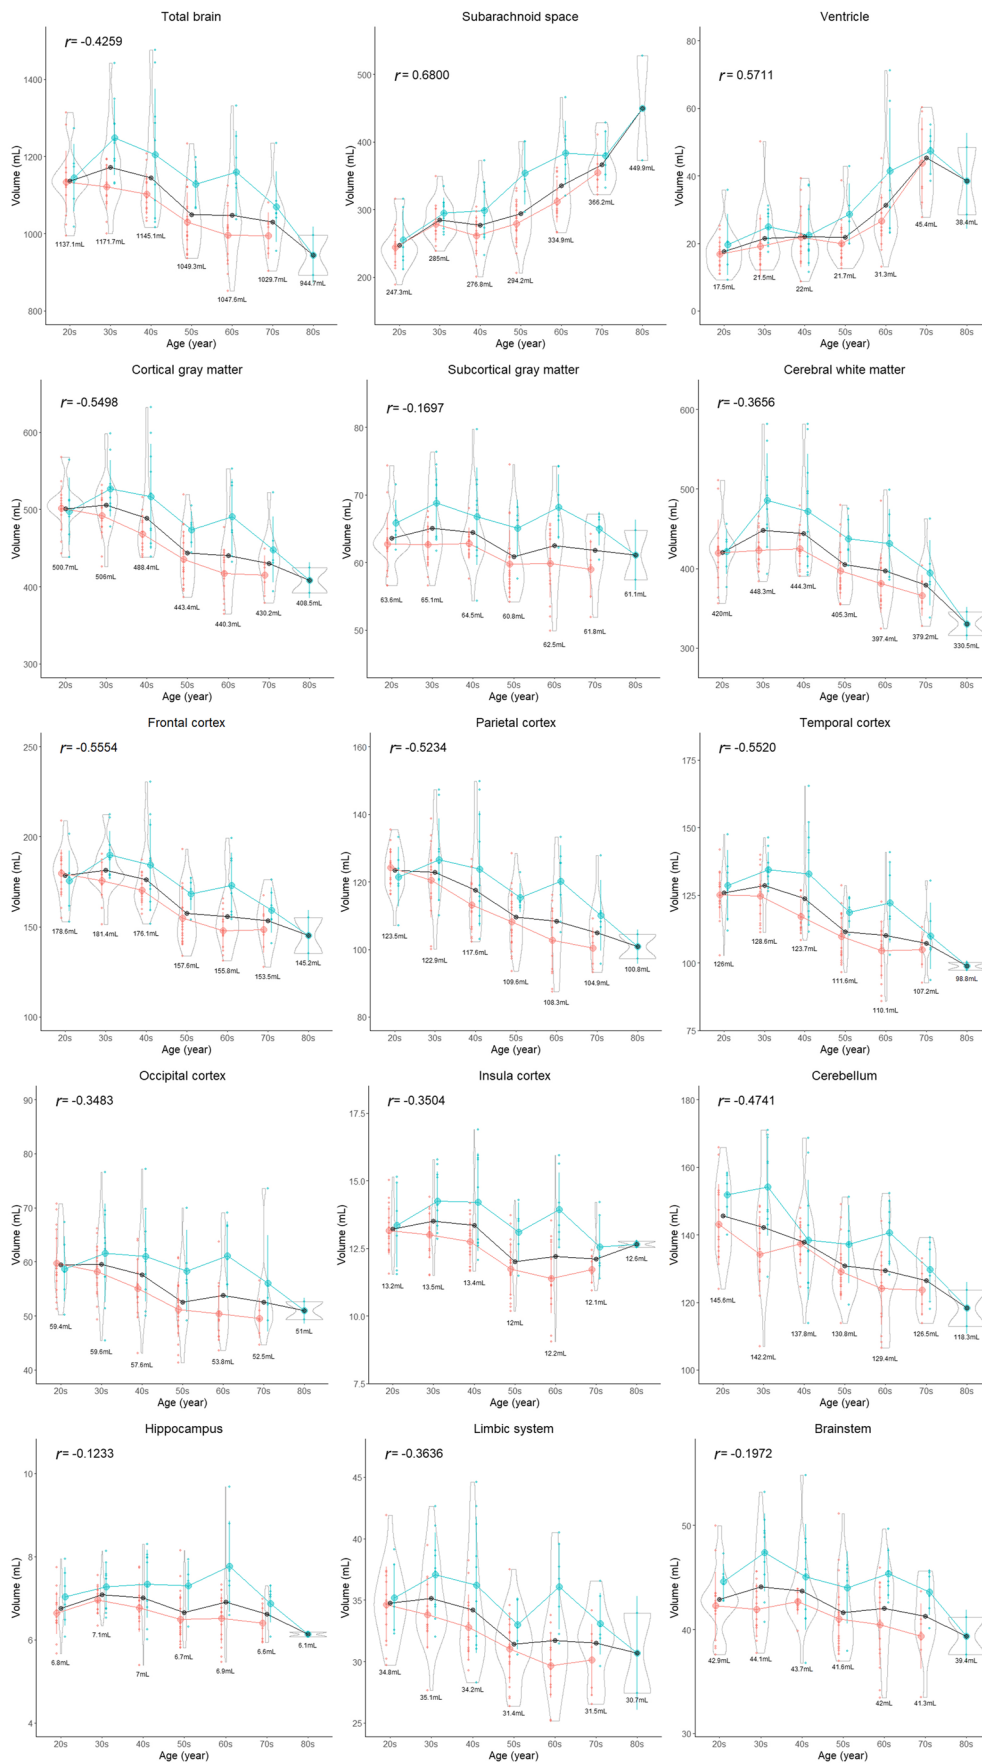 Total brain
r= -0.4259
Volume (mL)
1400
1200
1000
800
1137.1mL
1171.7mL
1145.1mL
1049.3mL
1047.6mL
1029.7mL
944.7mL
20s 30s 40s 50s 60s 70s 80s
Age (year)
Subarachnoid space
r= 0.6800
Volume (mL)
500
400
300
200
247.3mL
285mL
276.8mL
294.2mL
334.9mL
366.2mL
449.9mL
20s 30s 40s 50s 60s 70s 80s
Age (year)
Ventricle
r= 0.5711
Volume (mL)
80
60
40
20
0
17.5mL
21.5mL
22mL
21.7mL
31.3mL
45.4mL
38.4mL
20s 30s 40s 50s 60s 70s 80s
Age (year)
Cortical gray matter
r= -0.5498
Volume (mL)
600
500
400
300
500.7mL
506mL
488.4mL
443.4mL
440.3mL
430.2mL
408.5mL
20s 30s 40s 50s 60s 70s 80s
Age (year)
Subcortical gray matter
r= -0.1697
Volume (mL)
80
70
60
50
63.6mL
65.1mL
64.5mL
60.8mL
62.5mL
61.8mL
61.1mL
20s 30s 40s 50s 60s 70s 80s
Age (year)
Cerebral white matter
r= -0.3656
Volume (mL)
600
500
400
300
420mL
448.3mL
444.3mL
405.3mL
397.4mL
379.2mL
330.5mL
20s 30s 40s 50s 60s 70s 80s
Age (year)
Frontal cortex
r= -0.5554
Volume (mL)
250
200
150
100
178.6mL
181.4mL
176.1mL
157.6mL
155.8mL
153.5mL
145.2mL
20s 30s 40s 50s 60s 70s 80s
Age (year)
Parietal cortex
r= -0.5234
Volume (mL)
160
140
120
100
80
123.5mL
122.9mL
117.6mL
109.6mL
108.3mL
104.9mL
100.8mL
20s 30s 40s 50s 60s 70s 80s
Age (year)
Temporal cortex
r= -0.5520
Volume (mL)
175
150
125
100
75
126mL
128.6mL
123.7mL
111.6mL
110.1mL
107.2mL
98.8mL
20s 30s 40s 50s 60s 70s 80s
Age (year)
Occipital cortex
r= -0.3483
Volume (mL)
90
80
70
60
50
40
59.4mL
59.6mL
57.6mL
53.8mL
52.5mL
51mL
20s 30s 40s 50s 60s 70s 80s
Age (year)
Insula cortex
r= -0.3504
Volume (mL)
17.5
15.0
12.5
10.0
7.5
13.2mL
13.5mL
13.4mL
12mL
12.2mL
12.1mL
12.6mL
20s 30s 40s 50s 60s 70s 80s
Age (year)
Cerebellum
r= -0.4741
Volume (mL)
180
160
140
120
100
145.6mL
142.2mL
137.8mL
130.8mL
129.4mL
126.5mL
118.3mL
20s 30s 40s 50s 60s 70s 80s
Age (year)
Hippocampus
r= -0.1233
Volume (mL)
10
8
6
4
6.8mL
7.1mL
7mL
6.7mL
6.9mL
6.6mL
6.1mL
20s 30s 40s 50s 60s 70s 80s
Age (year)
Limbic system
r= -0.3636
Volume (mL)
45
40
35
30
25
34.8mL
35.1mL
34.2mL
31.4mL
31.7mL
31.5mL
30.7mL
20s 30s 40s 50s 60s 70s 80s
Age (year)
Brainstem
r= -0.1972
Volume (mL)
50
40
30
42.9mL
44.1mL
43.7mL
41.6mL
42mL
41.3mL
39.4mL
20s 30s 40s 50s 60s 70s 80s
Age (year)